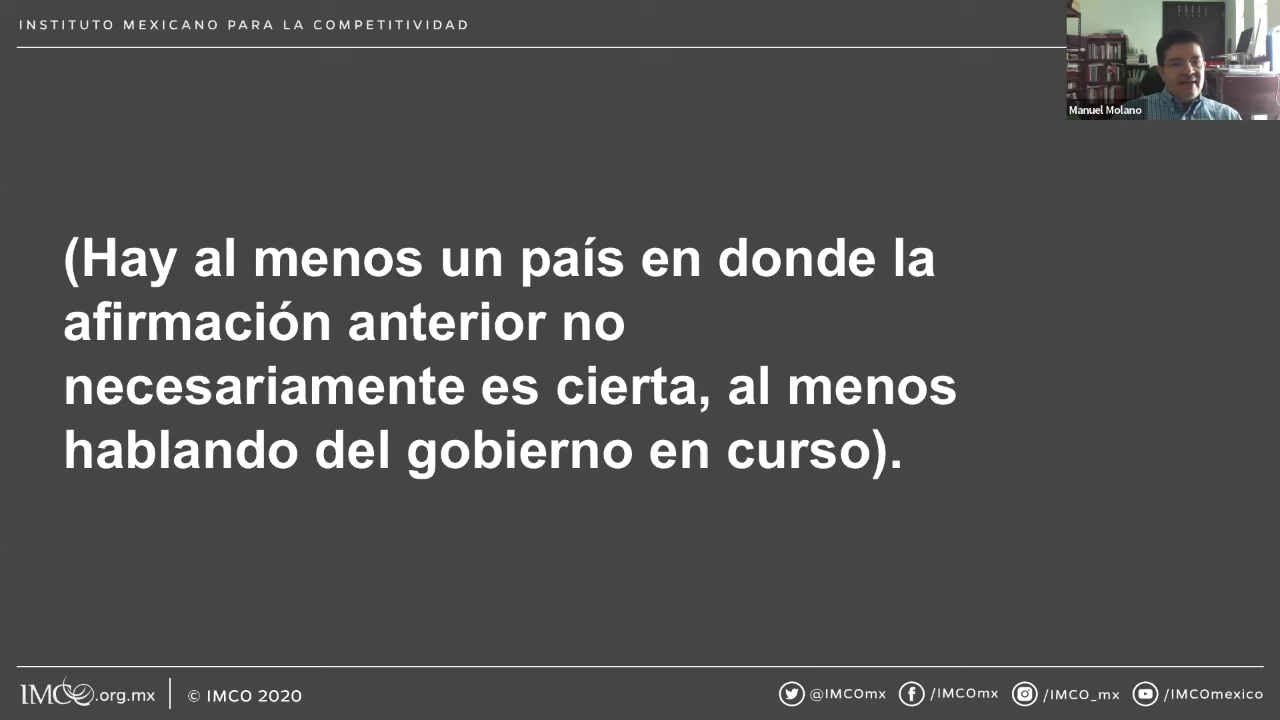 INSTITUTO MEXICANO PARA LA COMPETITIVIDAD
Manuel Molano
(Hay al menos un país en donde la
afirmación anterior no
necesariamente es cierta, al menos
hablando del gobierno en curso).
IMCO.org.mx © IMCO 2020 @IMCOmx /IMCOmx /IMCO_mx /IMCOmexico